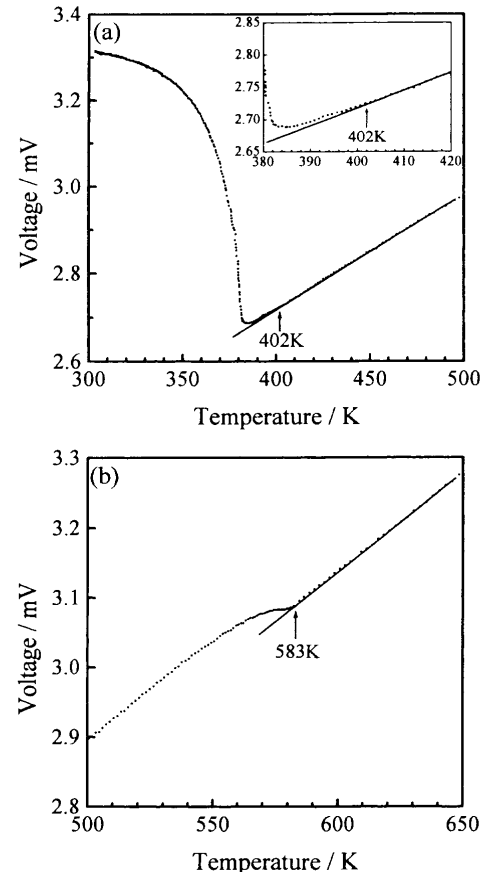 (a)
3.4
3.2
3.0
2.8
2.6
Voltage / mV
2.85
2.80
2.75
2.70
2.65
380 390 400 410 420
402K
402K
300 350 400 450 500
Temperature / K
(b)
3.3
3.2
3.1
3.0
2.9
2.8
Voltage / mV
583K
500 550 600 650
Temperature / K